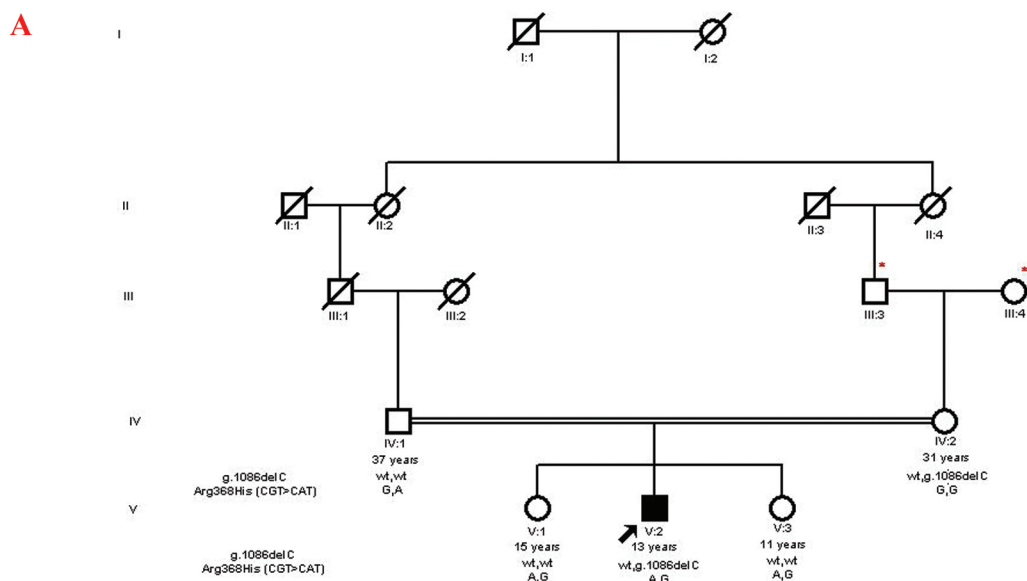 A
I
I:1
I:2
II
II:1
II:2
II:3
II:4
III
*
*
III:1
III:2
III:3
III:4
IV
IV:1
IV:2
37 years
31 years
wt,wt
wt,g.1086delC
G,A
G,G
g.1086delC
Arg368His (CGT>CAT)
V
V:1
V:2
V:3
15 years
13 years
11 years
wt,wt
wt,g.1086delC
wt,wt
A,G
A,G
A,G
g.1086delC
Arg368His (CGT>CAT)